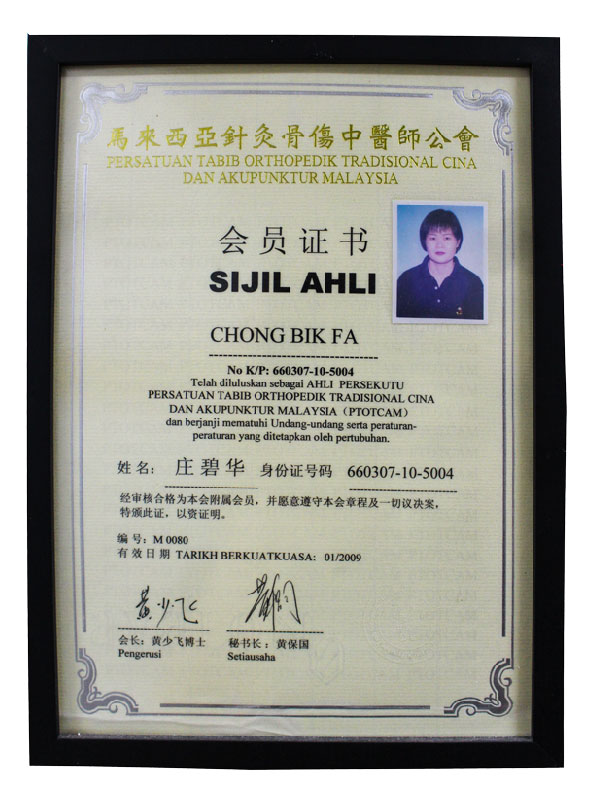 馬來西亞針灸骨傷中醫師公會
PERSATUAN TABIB ORTHOPEDIK TRADISIONAL CINA
DAN AKUPUNKTUR MALAYSIA
会员证书
SIJIL AHLI
CHONG BIK FA
No K/P: 660307-10-5004
Telah diluluskan sebagai AHLI PERSEKUTU
PERSATUAN TABIB ORTHOPEDIK TRADISIONAL CINA
DAN AKUPUNKTUR MALAYSIA (PTOTCAM)
dan berjanji mematuhi Undang-undang serta peraturan-
peraturan yang ditetapkan oleh pertubuhan.
姓名: 庄碧华 身份证号码 660307-10-5004
经审核合格为本会附属会员，并愿意遵守本会章程及一切议决案，
特颁此证，以资证明。
编号: M 0080
有效日期 TARIKH BERKUATKUASA: 01/2009
黄少飞
会长: 黄少飞博士 秘书长: 黄保国
Pengerusi Setiausaha